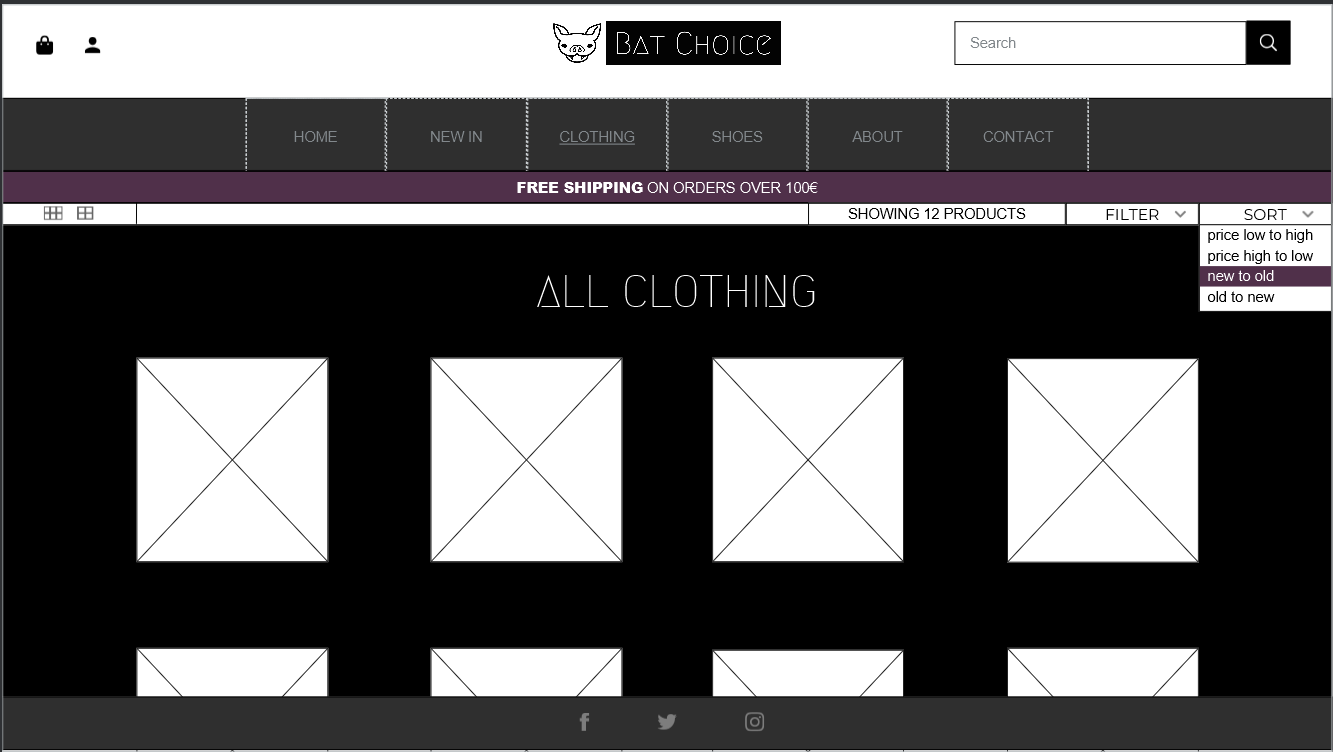 Bat Choice
Search
HOME
NEW IN
CLOTHING
SHOES
ABOUT
CONTACT
FREE SHIPPING ON ORDERS OVER 100€
SHOWING 12 PRODUCTS
FILTER
SORT
price low to high
price high to low
new to old
old to new
ALL CLOTHING